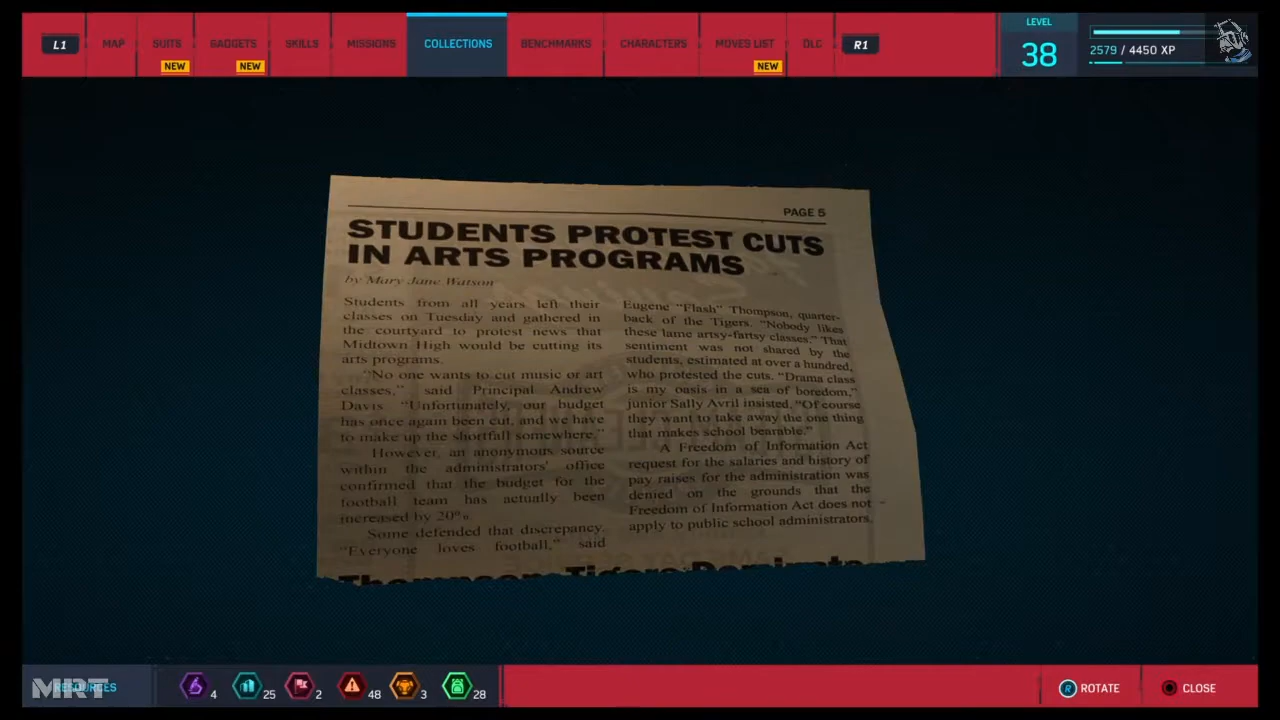 L1 MAP SUITS GADGETS SKILLS MISSIONS COLLECTIONS BENCHMARKS CHARACTERS MOVES LIST DLC R1
NEW NEW NEW
LEVEL
38
2579 / 4450 XP
PAGE 5
STUDENTS PROTEST CUTS
IN ARTS PROGRAMS
by Mary Jane Watson
Students from all years left their
classes on Tuesday and gathered in
the courtyard to protest news that
Midtown High would be cutting its
arts programs.
"No one wants to cut music or art
classes," said Principal Andrew
Davis. "Unfortunately, our budget
has once again been cut, and we have
to make up the shortfall somewhere."
However, an anonymous source
within the administrators' office
confirmed that the budget for the
football team has actually been
increased by 20%.
Some defended that discrepancy.
"Everyone loves football," said
Eugene "Flash" Thompson, quarter-
back of the Tigers. "Nobody likes
these lame artsy-fartsy classes." That
sentiment was not shared by the
students, estimated at over a hundred,
who protested the cuts. "Drama class
is my oasis in a sea of boredom,"
junior Sally Avril insisted. "Of course
they want to take away the one thing
that makes school bearable."
A Freedom of Information Act
request for the salaries and history of
pay raises for the administration was
denied on the grounds that the
Freedom of Information Act does not
apply to public school administrators.
Thompson, Tigers Dominate
MRT
RESOURCES
4 25 2 48 3 28
R ROTATE
CLOSE